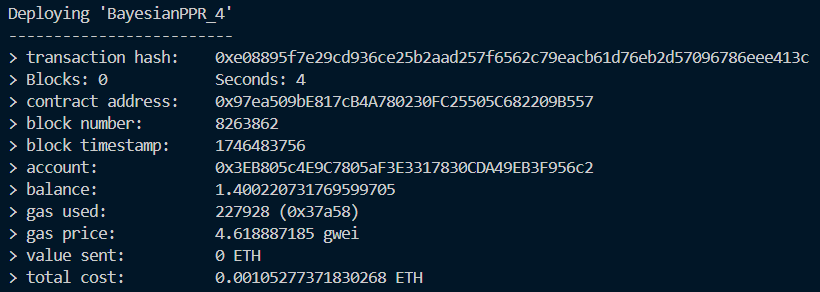 Deploying 'BayesianPPR_4'
-------------------------
> transaction hash:    0xe08895f7e29cd936ce25b2aad257f6562c79eacb61d76eb2d57096786eee413c
> Blocks: 0            Seconds: 4
> contract address:    0x97ea509bE817cB4A780230FC25505C682209B557
> block number:        8263862
> block timestamp:     1746483756
> account:             0x3EB805c4E9C7805aF3E3317830CDA49EB3F956c2
> balance:             1.400220731769599705
> gas used:            227928 (0x37a58)
> gas price:           4.618887185 gwei
> value sent:          0 ETH
> total cost:          0.00105277371830268 ETH